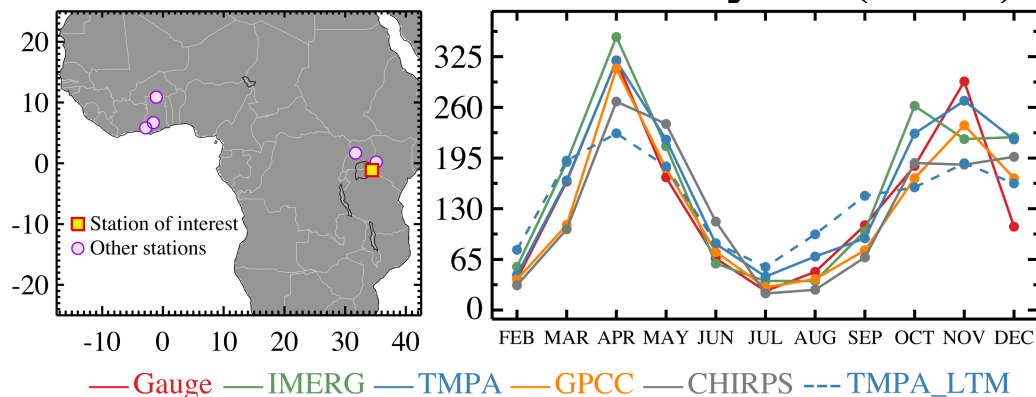 20
10
0
-10
-20
Station of interest
Other stations
-10 0 10 20 30 40
325
260
195
130
65
0
FEB MAR APR MAY JUN JUL AUG SEP OCT NOV DEC
Gauge IMERG TMPA GPCC CHIRPS TMPA_LTM